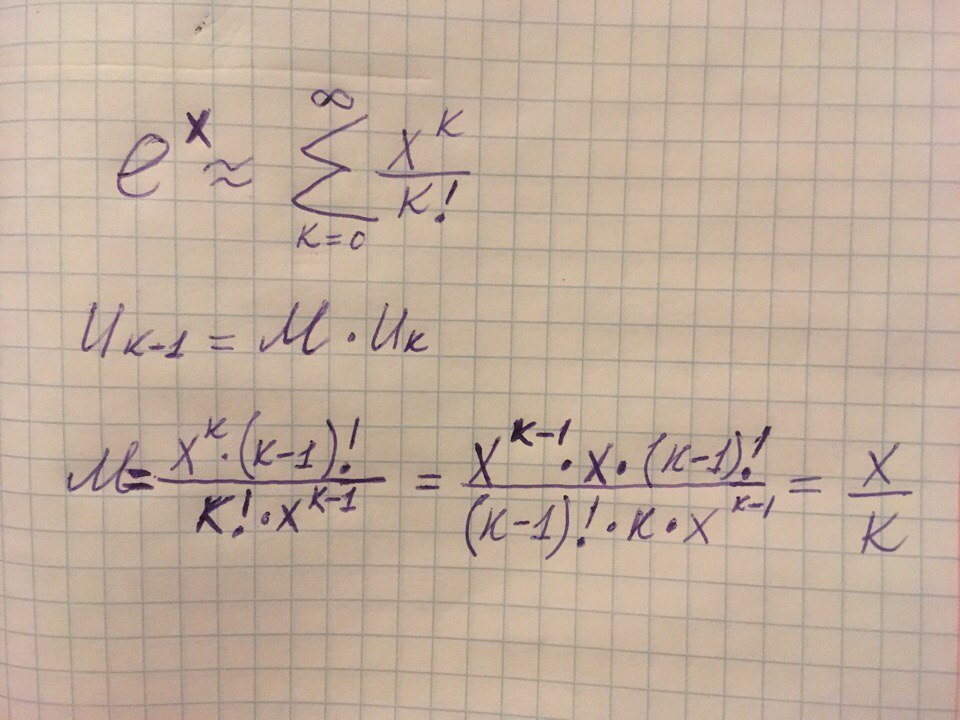 e^x ≈ ∑_{K=0}^{∞} x^K / K!
U_{K-1} = M · U_K
M = (x^K · (K-1)!) / (K! · x^{K-1}) = (x^{K-1} · x · (K-1)!) / ((K-1)! · K · x^{K-1}) = x / K